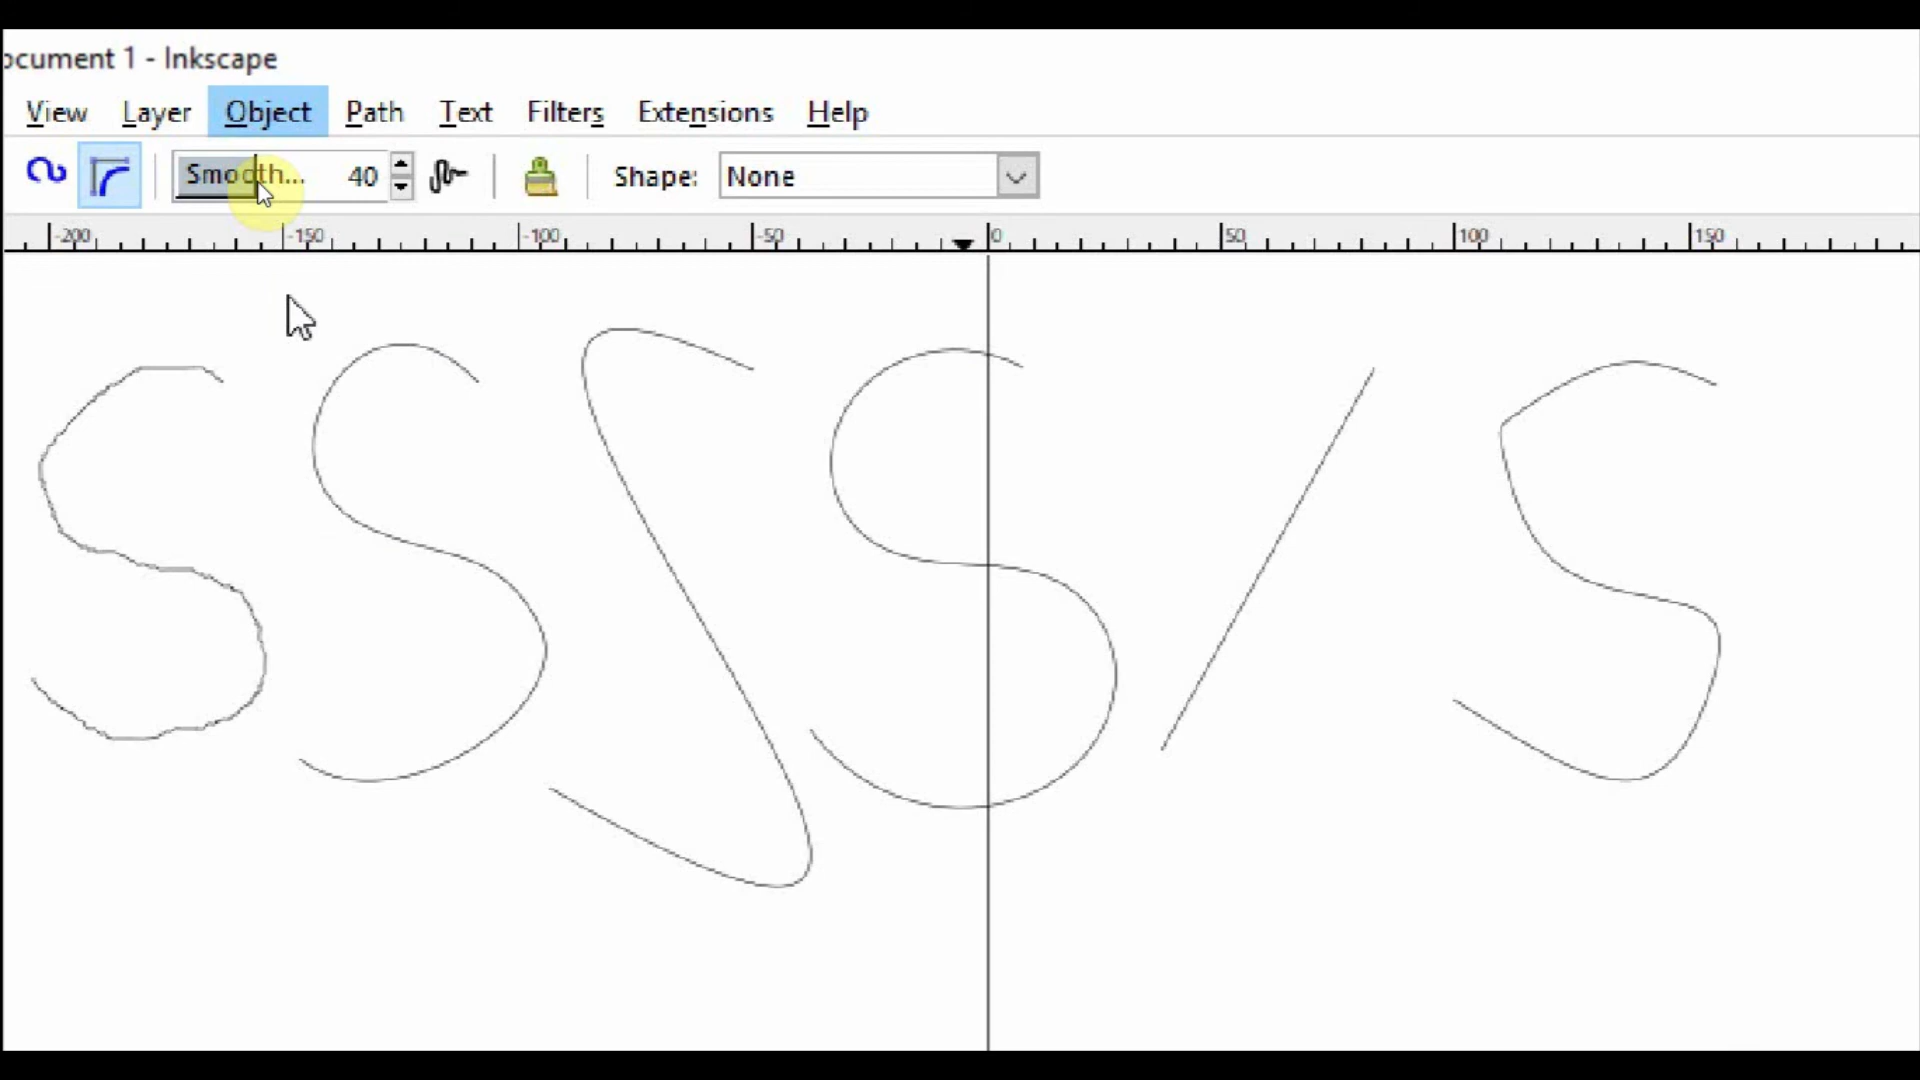 ocument 1 - Inkscape
View Layer Object Path Text Filters Extensions Help
Smooth... 40 Shape: None
-200 -150 -100 -50 0 50 100 150